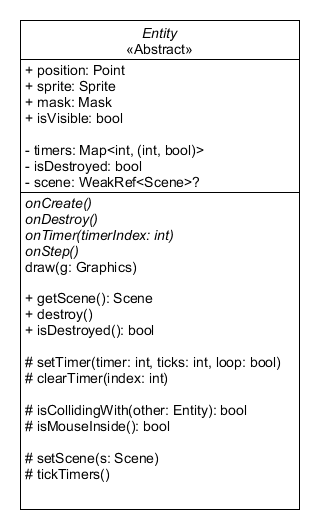 Entity
«Abstract»
+ position: Point
+ sprite: Sprite
+ mask: Mask
+ isVisible: bool
- timers: Map<int, (int, bool)>
- isDestroyed: bool
- scene: WeakRef<Scene>?
onCreate()
onDestroy()
onTimer(timerIndex: int)
onStep()
draw(g: Graphics)
+ getScene(): Scene
+ destroy()
+ isDestroyed(): bool
# setTimer(timer: int, ticks: int, loop: bool)
# clearTimer(index: int)
# isCollidingWith(other: Entity): bool
# isMouseInside(): bool
# setScene(s: Scene)
# tickTimers()